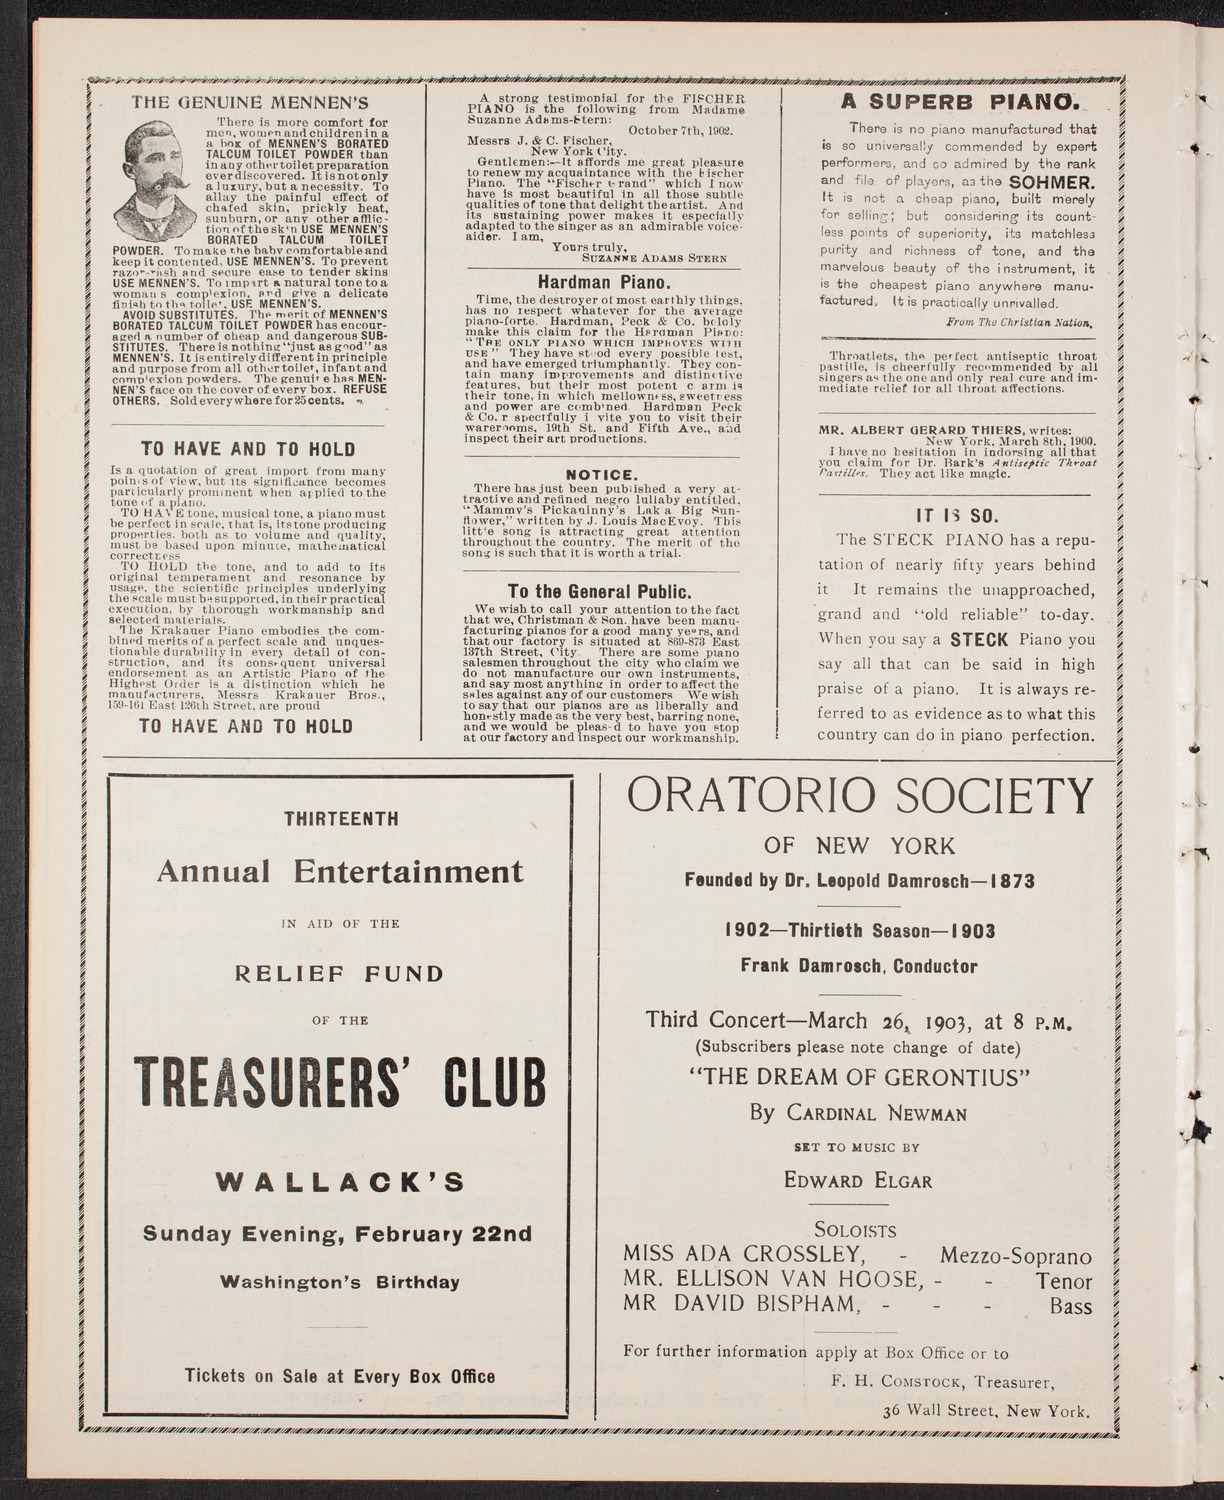 THE GENUINE MENNEN'S
There is more comfort for
men, women and children in a
a box of MENNEN'S BORATED
TALCUM TOILET POWDER than
in any other toilet preparation
ever discovered. It is not only
a luxury, but a necessity. To
allay the painful effect of
chafed skin, prickly heat,
sunburn, or any other afflic-
tion of the sk'n USE MENNEN'S
BORATED TALCUM TOILET
POWDER. To make the baby comfortable and
keep it contented, USE MENNEN'S. To prevent
razor-rash and secure ease to tender skins
USE MENNEN'S. To impart a natural tone to a
woman s complexion, and give a delicate
finish to the toilet, USE MENNEN'S.
AVOID SUBSTITUTES. The merit of MENNEN'S
BORATED TALCUM TOILET POWDER has encour-
aged a number of cheap and dangerous SUB-
STITUTES. There is nothing "just as good" as
MENNEN'S. It is entirely different in principle
and purpose from all other toilet, infant and
complexion powders. The genuine has MEN-
NEN'S face on the cover of every box. REFUSE
OTHERS. Sold everywhere for 25 cents.
TO HAVE AND TO HOLD
Is a quotation of great import from many
points of view, but its significance becomes
particularly prominent when applied to the
tone of a piano.
TO HAVE tone, musical tone, a piano must
be perfect in scale, that is, its tone producing
properties, both as to volume and quality,
must be based upon minute, mathematical
correctness
TO HOLD the tone, and to add to its
original temperament and resonance by
usage, the scientific principles underlying
the scale must be supported, in their practical
execution, by thorough workmanship and
selected materials.
The Krakauer Piano embodies the com-
bined merits of a perfect scale and unques-
tionable durability in every detail of con-
struction, and its consequent universal
endorsement as an Artistic Piano of the
Highest Order is a distinction which he
manufacturers, Messrs Krakauer Bros.,
159-161 East 126th Street, are proud
TO HAVE AND TO HOLD
A strong testimonial for the FISCHER
PIANO is the following from Madame
Suzanne Adams-Stern:
October 7th, 1902.
Messrs J. & C. Fischer,
New York City.
Gentlemen:—It affords me great pleasure
to renew my acquaintance with the Fischer
Piano. The "Fischer Grand" which I now
have is most beautiful in all those subtle
qualities of tone that delight the artist. And
its sustaining power makes it especially
adapted to the singer as an admirable voice-
aider. I am,
Yours truly,
SUZANNE ADAMS STERN
Hardman Piano.
Time, the destroyer of most earthly things,
has no respect whatever for the average
piano-forte. Hardman, Peck & Co. boldly
make this claim for the Hardman Piano:
"THE ONLY PIANO WHICH IMPROVES WITH
USE" They have stood every possible test,
and have emerged triumphantly. They con-
tain many improvements and distinctive
features, but their most potent c arm is
their tone, in which mellowness, sweetness
and power are combined. Hardman Peck
& Co. r spectfully i vite you to visit their
warerooms, 19th St. and Fifth Ave., and
inspect their art productions.
NOTICE.
There has just been published a very at-
tractive and refined negro lullaby entitled,
"Mammy's Pickaninny's Lak a Big Sun-
flower," written by J. Louis MacEvoy. This
little song is attracting great attention
throughout the country. The merit of the
song is such that it is worth a trial.
To the General Public.
We wish to call your attention to the fact
that we, Christman & Son. have been manu-
facturing pianos for a good many years, and
that our factory is situated at 869-873 East
137th Street, City. There are some piano
salesmen throughout the city who claim we
do not manufacture our own instruments,
and say most anything in order to affect the
sales against any of our customers We wish
to say that our pianos are as liberally and
honestly made as the very best, barring none,
and we would be pleas-d to have you stop
at our factory and inspect our workmanship.
A SUPERB PIANO.
There is no piano manufactured that
is so universally commended by expert
performers, and so admired by the rank
and file of players, as the SOHMER.
It is not a cheap piano, built merely
for selling; but considering its count-
less points of superiority, its matchless
purity and richness of tone, and the
marvelous beauty of the instrument, it
is the cheapest piano anywhere manu-
factured, It is practically unrivalled.
From The Christian Nation.
Throatlets, the perfect antiseptic throat
pastille, is cheerfully recommended by all
singers as the one and only real cure and im-
mediate relief for all throat affections.
MR. ALBERT GERARD THIERS, writes:
New York, March 8th, 1900.
I have no hesitation in indorsing all that
you claim for Dr. Bark's Antiseptic Throat
Pastilles. They act like magic.
IT IS SO.
The STECK PIANO has a repu-
tation of nearly fifty years behind
it It remains the unapproached,
grand and "old reliable" to-day.
When you say a STECK Piano you
say all that can be said in high
praise of a piano. It is always re-
ferred to as evidence as to what this
country can do in piano perfection.
THIRTEENTH
Annual Entertainment
IN AID OF THE
RELIEF FUND
OF THE
TREASURERS' CLUB
WALLACK'S
Sunday Evening, February 22nd
Washington's Birthday
Tickets on Sale at Every Box Office
ORATORIO SOCIETY
OF NEW YORK
Founded by Dr. Leopold Damrosch—1873
1902—Thirtieth Season—1903
Frank Damrosch, Conductor
Third Concert—March 26, 1903, at 8 P.M.
(Subscribers please note change of date)
"THE DREAM OF GERONTIUS"
By CARDINAL NEWMAN
SET TO MUSIC BY
EDWARD ELGAR
SOLOISTS
MISS ADA CROSSLEY, - Mezzo-Soprano
MR. ELLISON VAN HOOSE, - - Tenor
MR DAVID BISPHAM, - - - Bass
For further information apply at Box Office or to
F. H. COMSTOCK, Treasurer,
36 Wall Street, New York.